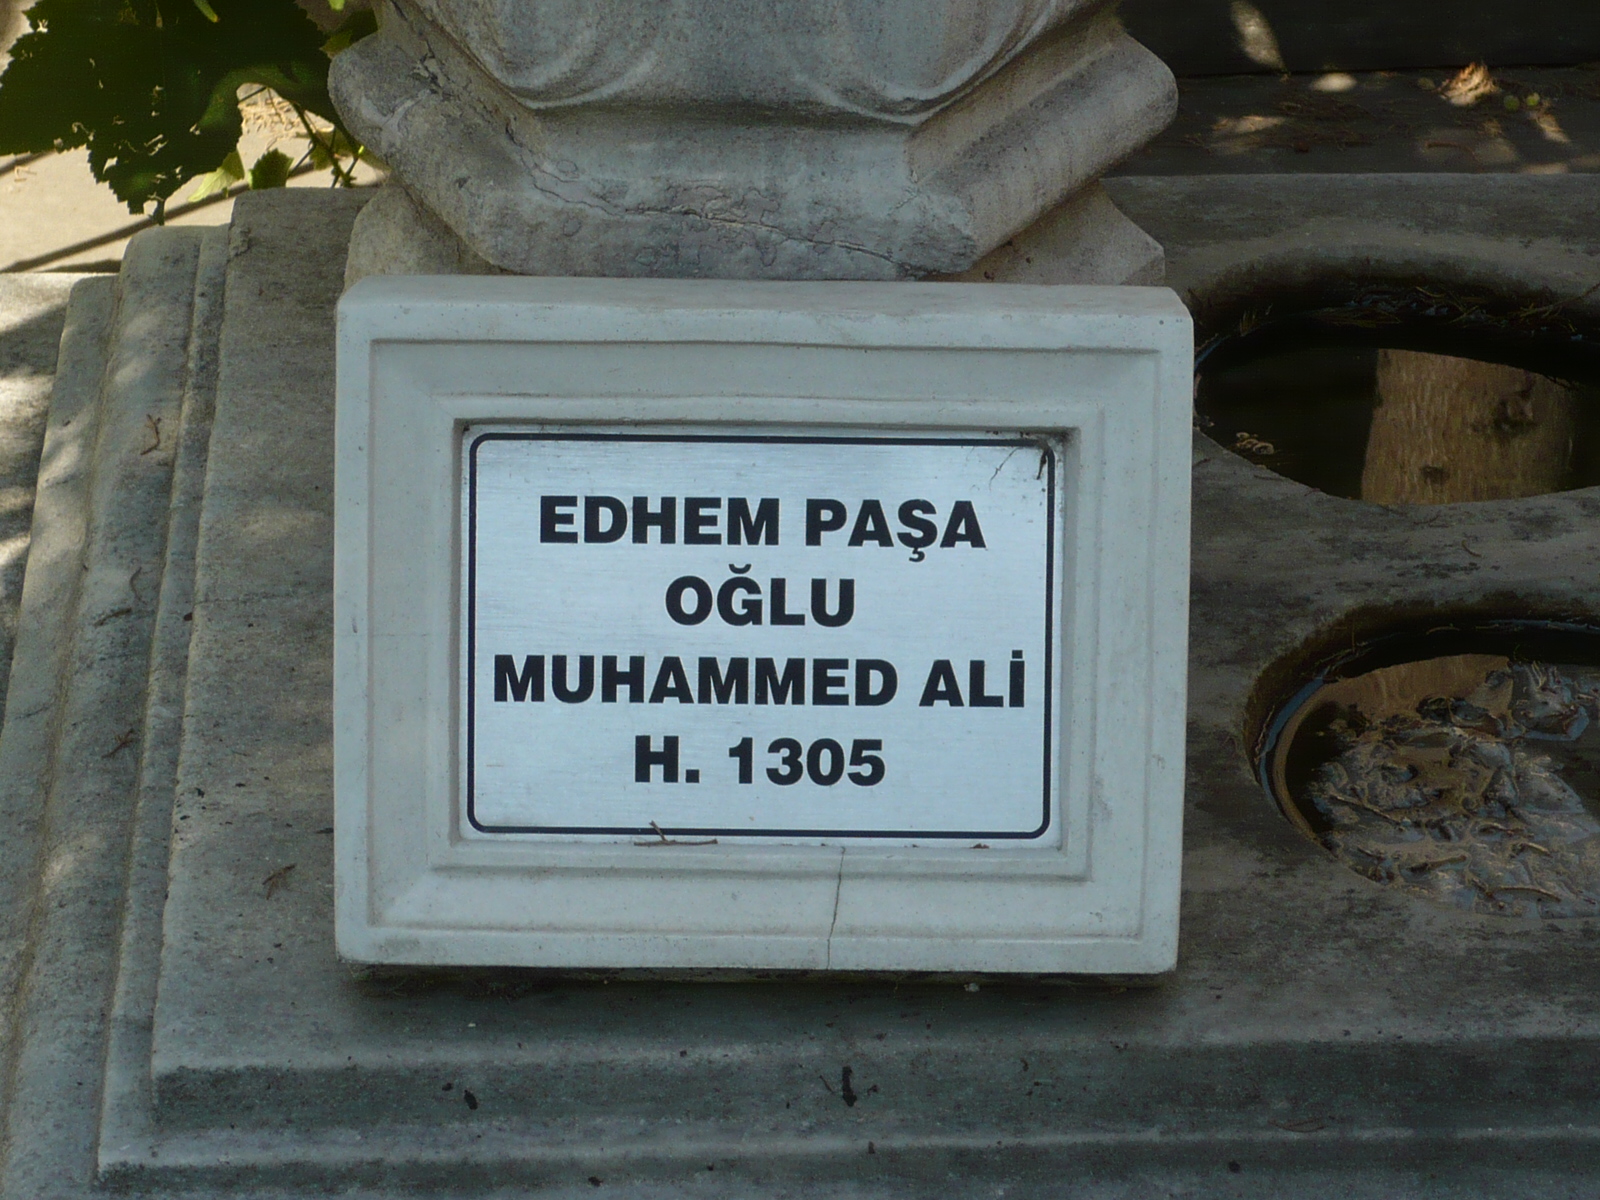 EDHEM PAŞA
OĞLU
MUHAMMED ALİ
H. 1305